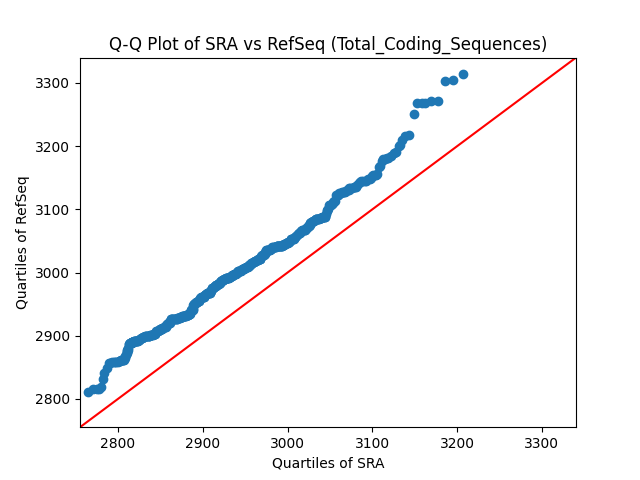 Q-Q Plot of SRA vs RefSeq (Total_Coding_Sequences)
Quartiles of RefSeq
3300
3200
3100
3000
2900
2800
2800 2900 3000 3100 3200 3300
Quartiles of SRA